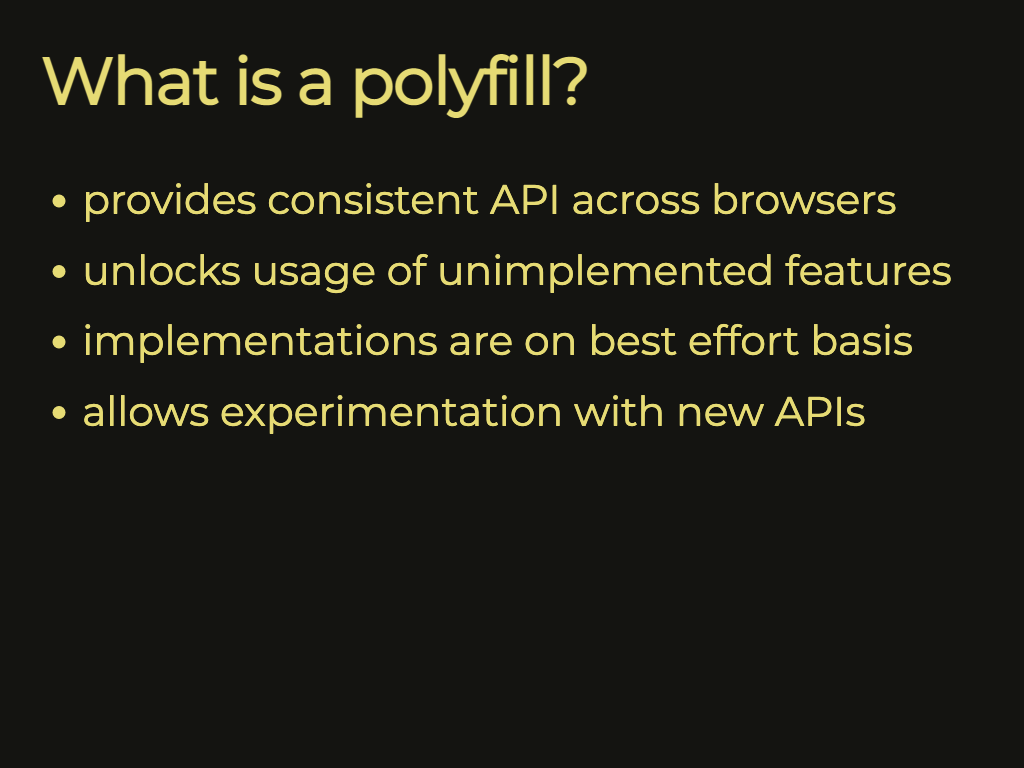 What is a polyfill?
• provides consistent API across browsers
• unlocks usage of unimplemented features
• implementations are on best effort basis
• allows experimentation with new APIs